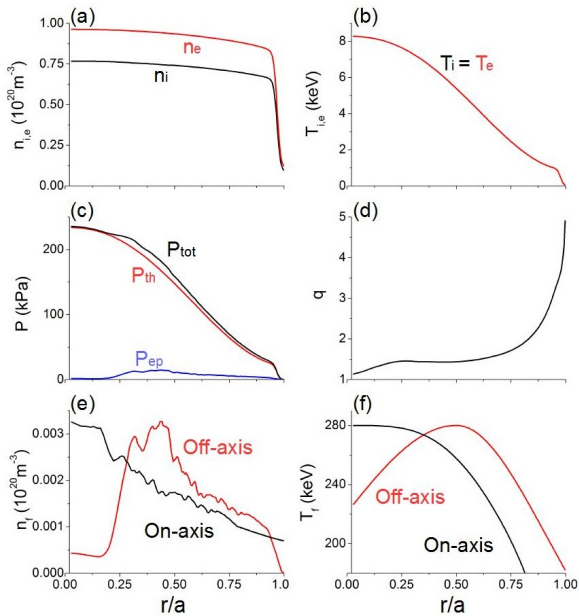 (a)
1.00
0.75
0.50
0.25
0.00
n_i,e (10^20 m^-3)
n_e
n_i
(b)
8
6
4
2
0
T_i,e (keV)
T_i = T_e
(c)
200
100
0
P (kPa)
P_tot
P_th
P_ep
(d)
5
4
3
2
1
q
(e)
0.003
0.002
0.001
0.000
n_f (10^20 m^-3)
Off-axis
On-axis
0.00 0.25 0.50 0.75 1.00
r/a
(f)
280
240
200
T_f (keV)
Off-axis
On-axis
0.00 0.25 0.50 0.75 1.00
r/a